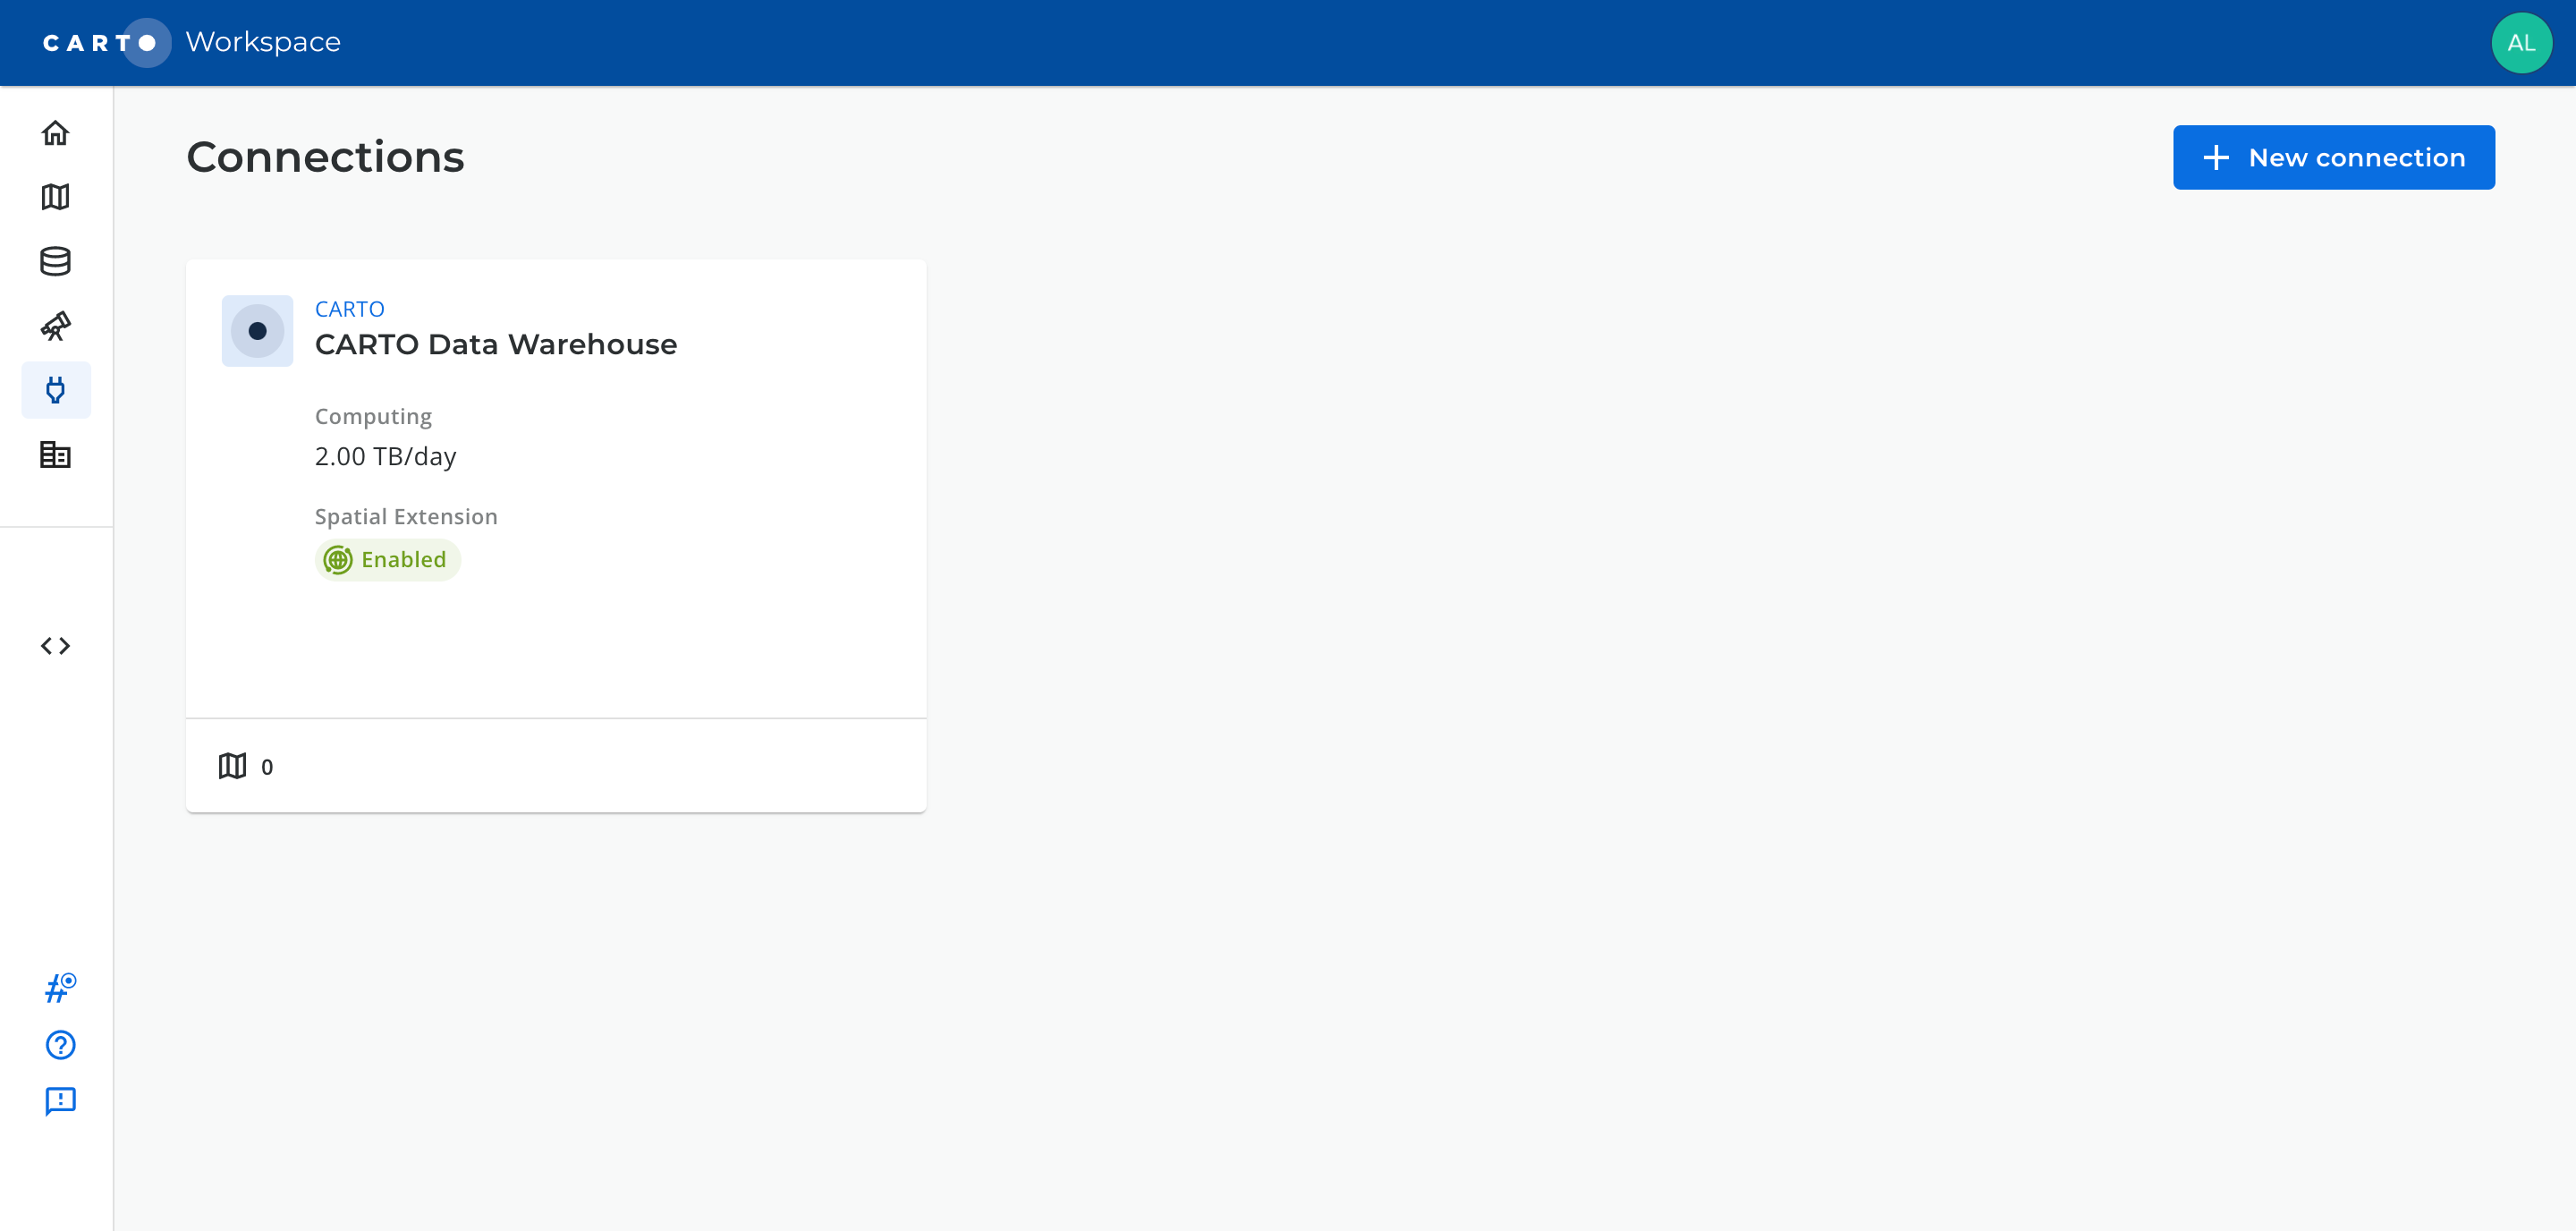 CARTO Workspace
AL
Connections
New connection
CARTO
CARTO Data Warehouse
Computing
2.00 TB/day
Spatial Extension
Enabled
0